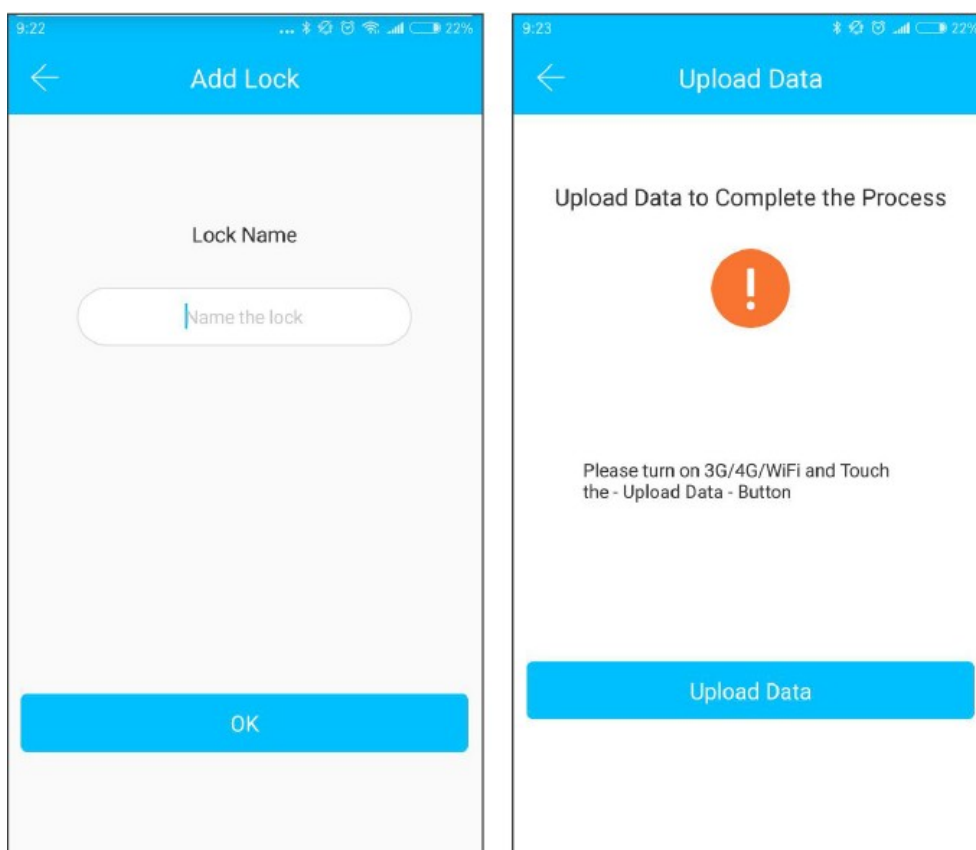 9:22
... 22%
Add Lock
Lock Name
Name the lock
OK
9:23
22%
Upload Data
Upload Data to Complete the Process
!
Please turn on 3G/4G/WiFi and Touch
the - Upload Data - Button
Upload Data